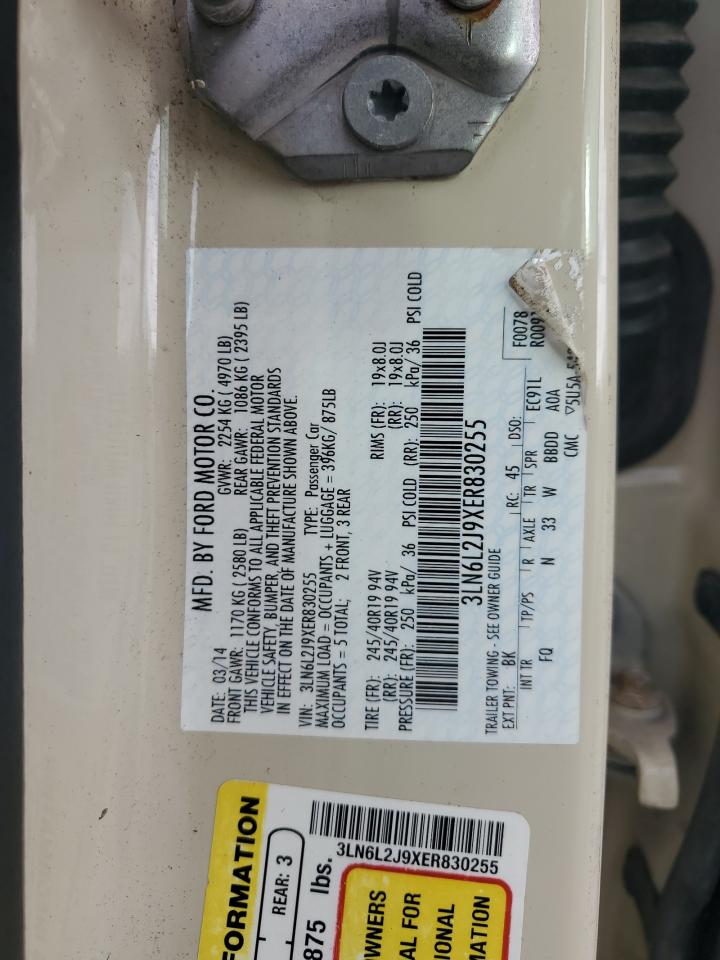 MFD. BY FORD MOTOR CO.
DATE: 03/14 GVWR: 2254 KG ( 4970 LB)
FRONT GAWR: 1170 KG ( 2580 LB) REAR GAWR: 1086 KG ( 2395 LB)
THIS VEHICLE CONFORMS TO ALL APPLICABLE FEDERAL MOTOR
VEHICLE SAFETY, BUMPER, AND THEFT PREVENTION STANDARDS
IN EFFECT ON THE DATE OF MANUFACTURE SHOWN ABOVE.
VIN: 3LN6L2J9XER830255 TYPE: Passenger Car
MAXIMUM LOAD = OCCUPANTS + LUGGAGE = 396KG/ 875LB
OCCUPANTS = 5 TOTAL; 2 FRONT, 3 REAR
TIRE (FR): 245/40R19 94V RIMS (FR): 19x8.0J
(RR): 245/40R19 94V (RR): 19x8.0J
PRESSURE (FR): 250 kPa/ 36 PSI COLD (RR): 250 kPa/ 36 PSI COLD
3LN6L2J9XER830255
TRAILER TOWING - SEE OWNER GUIDE
EXT PNT: BK RC: 45 DSO: F0078
INT TR TP/PS R AXLE TR SPR EC91L
FQ N 33 W BBDD AOA
CMC
FORMATION
REAR: 3
875 lbs.
3LN6L2J9XER830255
WNERS
AL FOR
IONAL
MATION